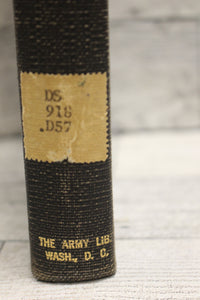 DS
918
.D57
THE ARMY LIB.
WASH., D. C.